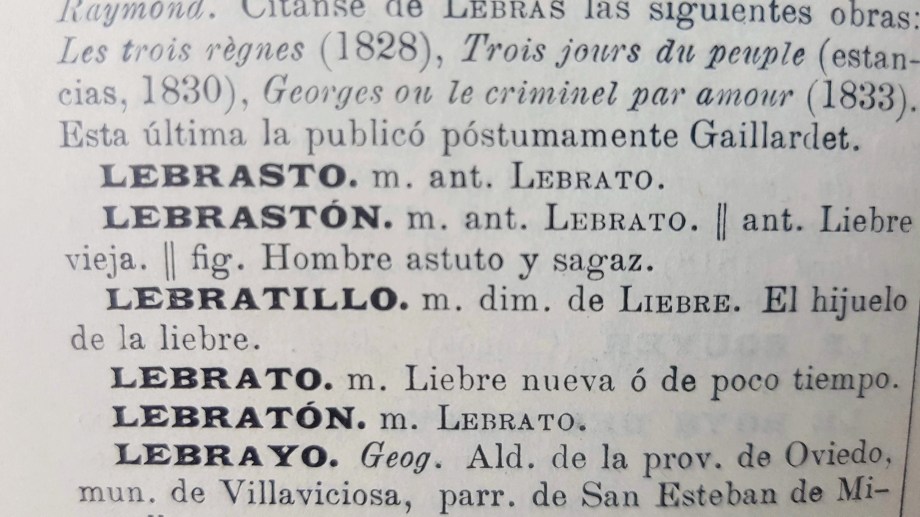 Raymond. Cítanse de LEBRAS las siguientes obras:
Les trois règnes (1828), Trois jours du peuple (estan-
cias, 1830), Georges ou le criminel par amour (1833).
Esta última la publicó póstumamente Gaillardet.
LEBRASTO. m. ant. LEBRATO.
LEBRASTÓN. m. ant. LEBRATO. || ant. Liebre
vieja. || fig. Hombre astuto y sagaz.
LEBRATILLO. m. dim. de LIEBRE. El hijuelo
de la liebre.
LEBRATO. m. Liebre nueva ó de poco tiempo.
LEBRATÓN. m. LEBRATO.
LEBRAYO. Geog. Ald. de la prov. de Oviedo,
mun. de Villaviciosa, parr. de San Esteban de Mi-